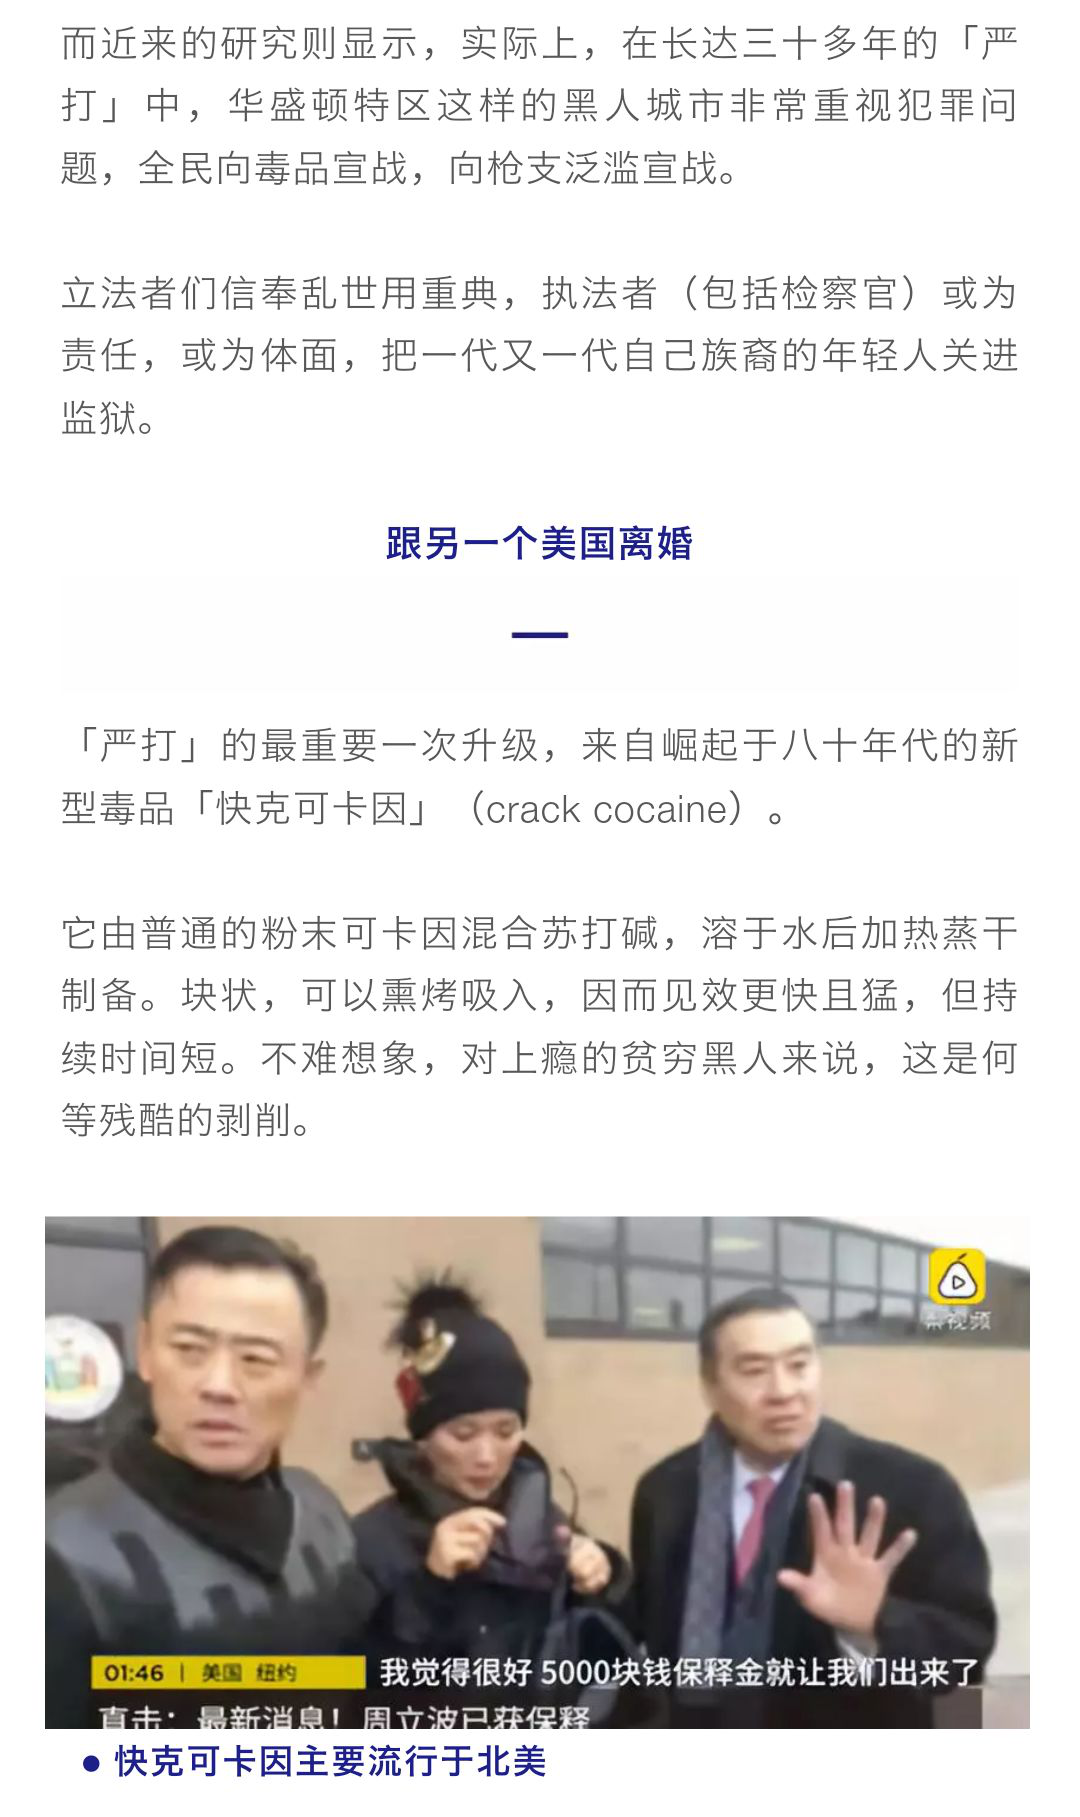 而近来的研究则显示，实际上，在长达三十多年的「严
打」中，华盛顿特区这样的黑人城市非常重视犯罪问
题，全民向毒品宣战，向枪支泛滥宣战。
立法者们信奉乱世用重典，执法者（包括检察官）或为
责任，或为体面，把一代又一代自己族裔的年轻人关进
监狱。
跟另一个美国离婚
「严打」的最重要一次升级，来自崛起于八十年代的新
型毒品「快克可卡因」（crack cocaine）。
它由普通的粉末可卡因混合苏打碱，溶于水后加热蒸干
制备。块状，可以熏烤吸入，因而见效更快且猛，但持
续时间短。不难想象，对上瘾的贫穷黑人来说，这是何
等残酷的剥削。
梨视频
01:46 | 美国 纽约
我觉得很好 5000块钱保释金就让我们出来了
直击：最新消息！周立波已获保释
● 快克可卡因主要流行于北美